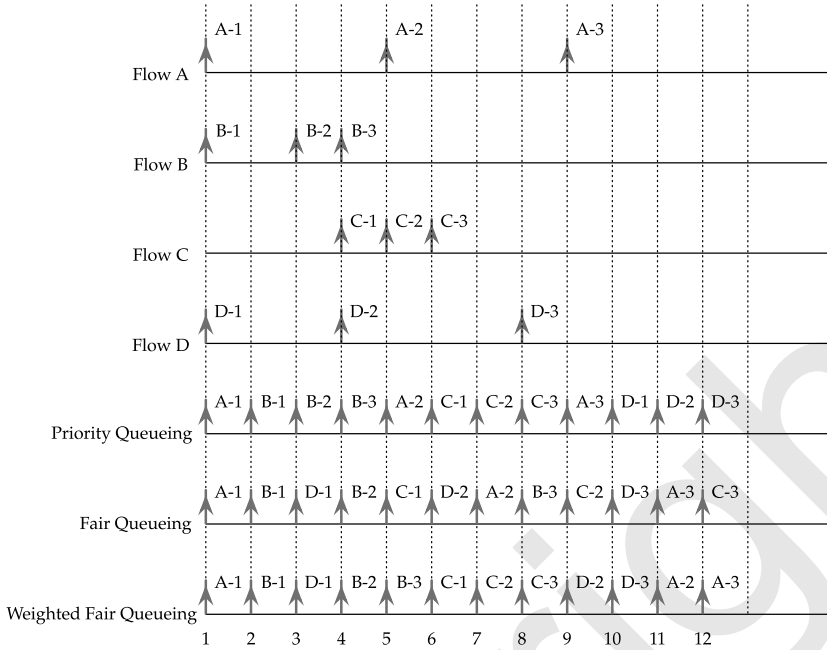 A-1 A-2 A-3
Flow A
B-1 B-2 B-3
Flow B
C-1 C-2 C-3
Flow C
D-1 D-2 D-3
Flow D
A-1 B-1 B-2 B-3 A-2 C-1 C-2 C-3 A-3 D-1 D-2 D-3
Priority Queueing
A-1 B-1 D-1 B-2 C-1 D-2 A-2 B-3 C-2 D-3 A-3 C-3
Fair Queueing
A-1 B-1 D-1 B-2 B-3 C-1 C-2 C-3 D-2 D-3 A-2 A-3
Weighted Fair Queueing
1 2 3 4 5 6 7 8 9 10 11 12